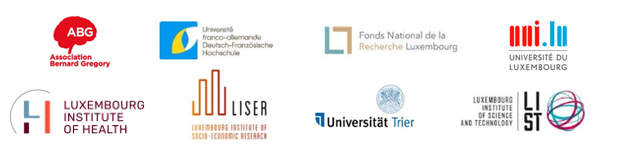 ABG
Association
Bernard Gregory
Université
franco-allemande
Deutsch-Französische
Hochschule
Fonds National de la
Recherche Luxembourg
uni.lu
UNIVERSITÉ DU
LUXEMBOURG
LUXEMBOURG
INSTITUTE
OF HEALTH
LISER
LUXEMBOURG INSTITUTE OF
SOCIO-ECONOMIC RESEARCH
Universität Trier
LUXEMBOURG
INSTITUTE
OF SCIENCE
AND TECHNOLOGY
LI
ST